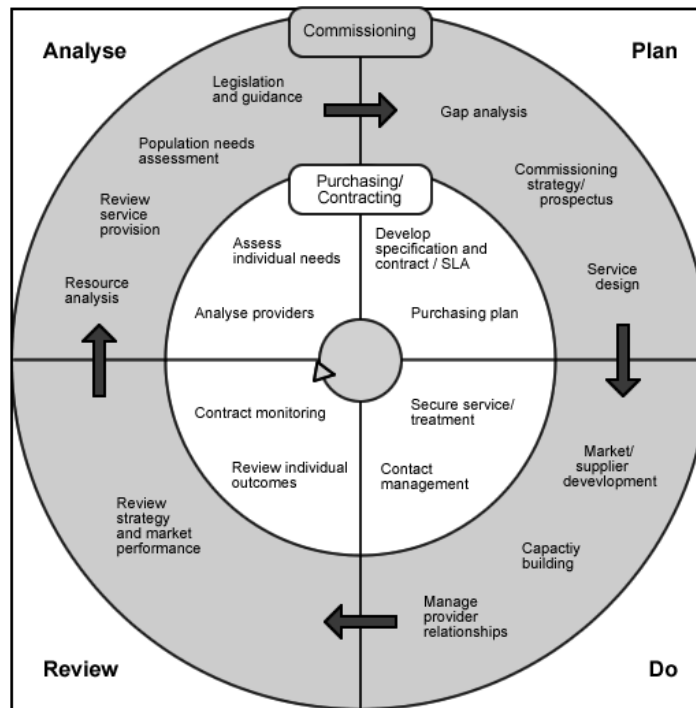 Analyse
Commissioning
Plan
Legislation
and guidance
Population needs
assessment
Review
service
provision
Resource
analysis
Gap analysis
Commissioning
strategy/
prospectus
Service
design
Purchasing/
Contracting
Assess
individual needs
Analyse providers
Develop
specification and
contract / SLA
Purchasing plan
Contract monitoring
Review individual
outcomes
Secure service/
treatment
Contact
management
Market/
supplier
devevlopment
Capactiy
building
Manage
provider
relationships
Review
strategy
and market
performance
Review
Do